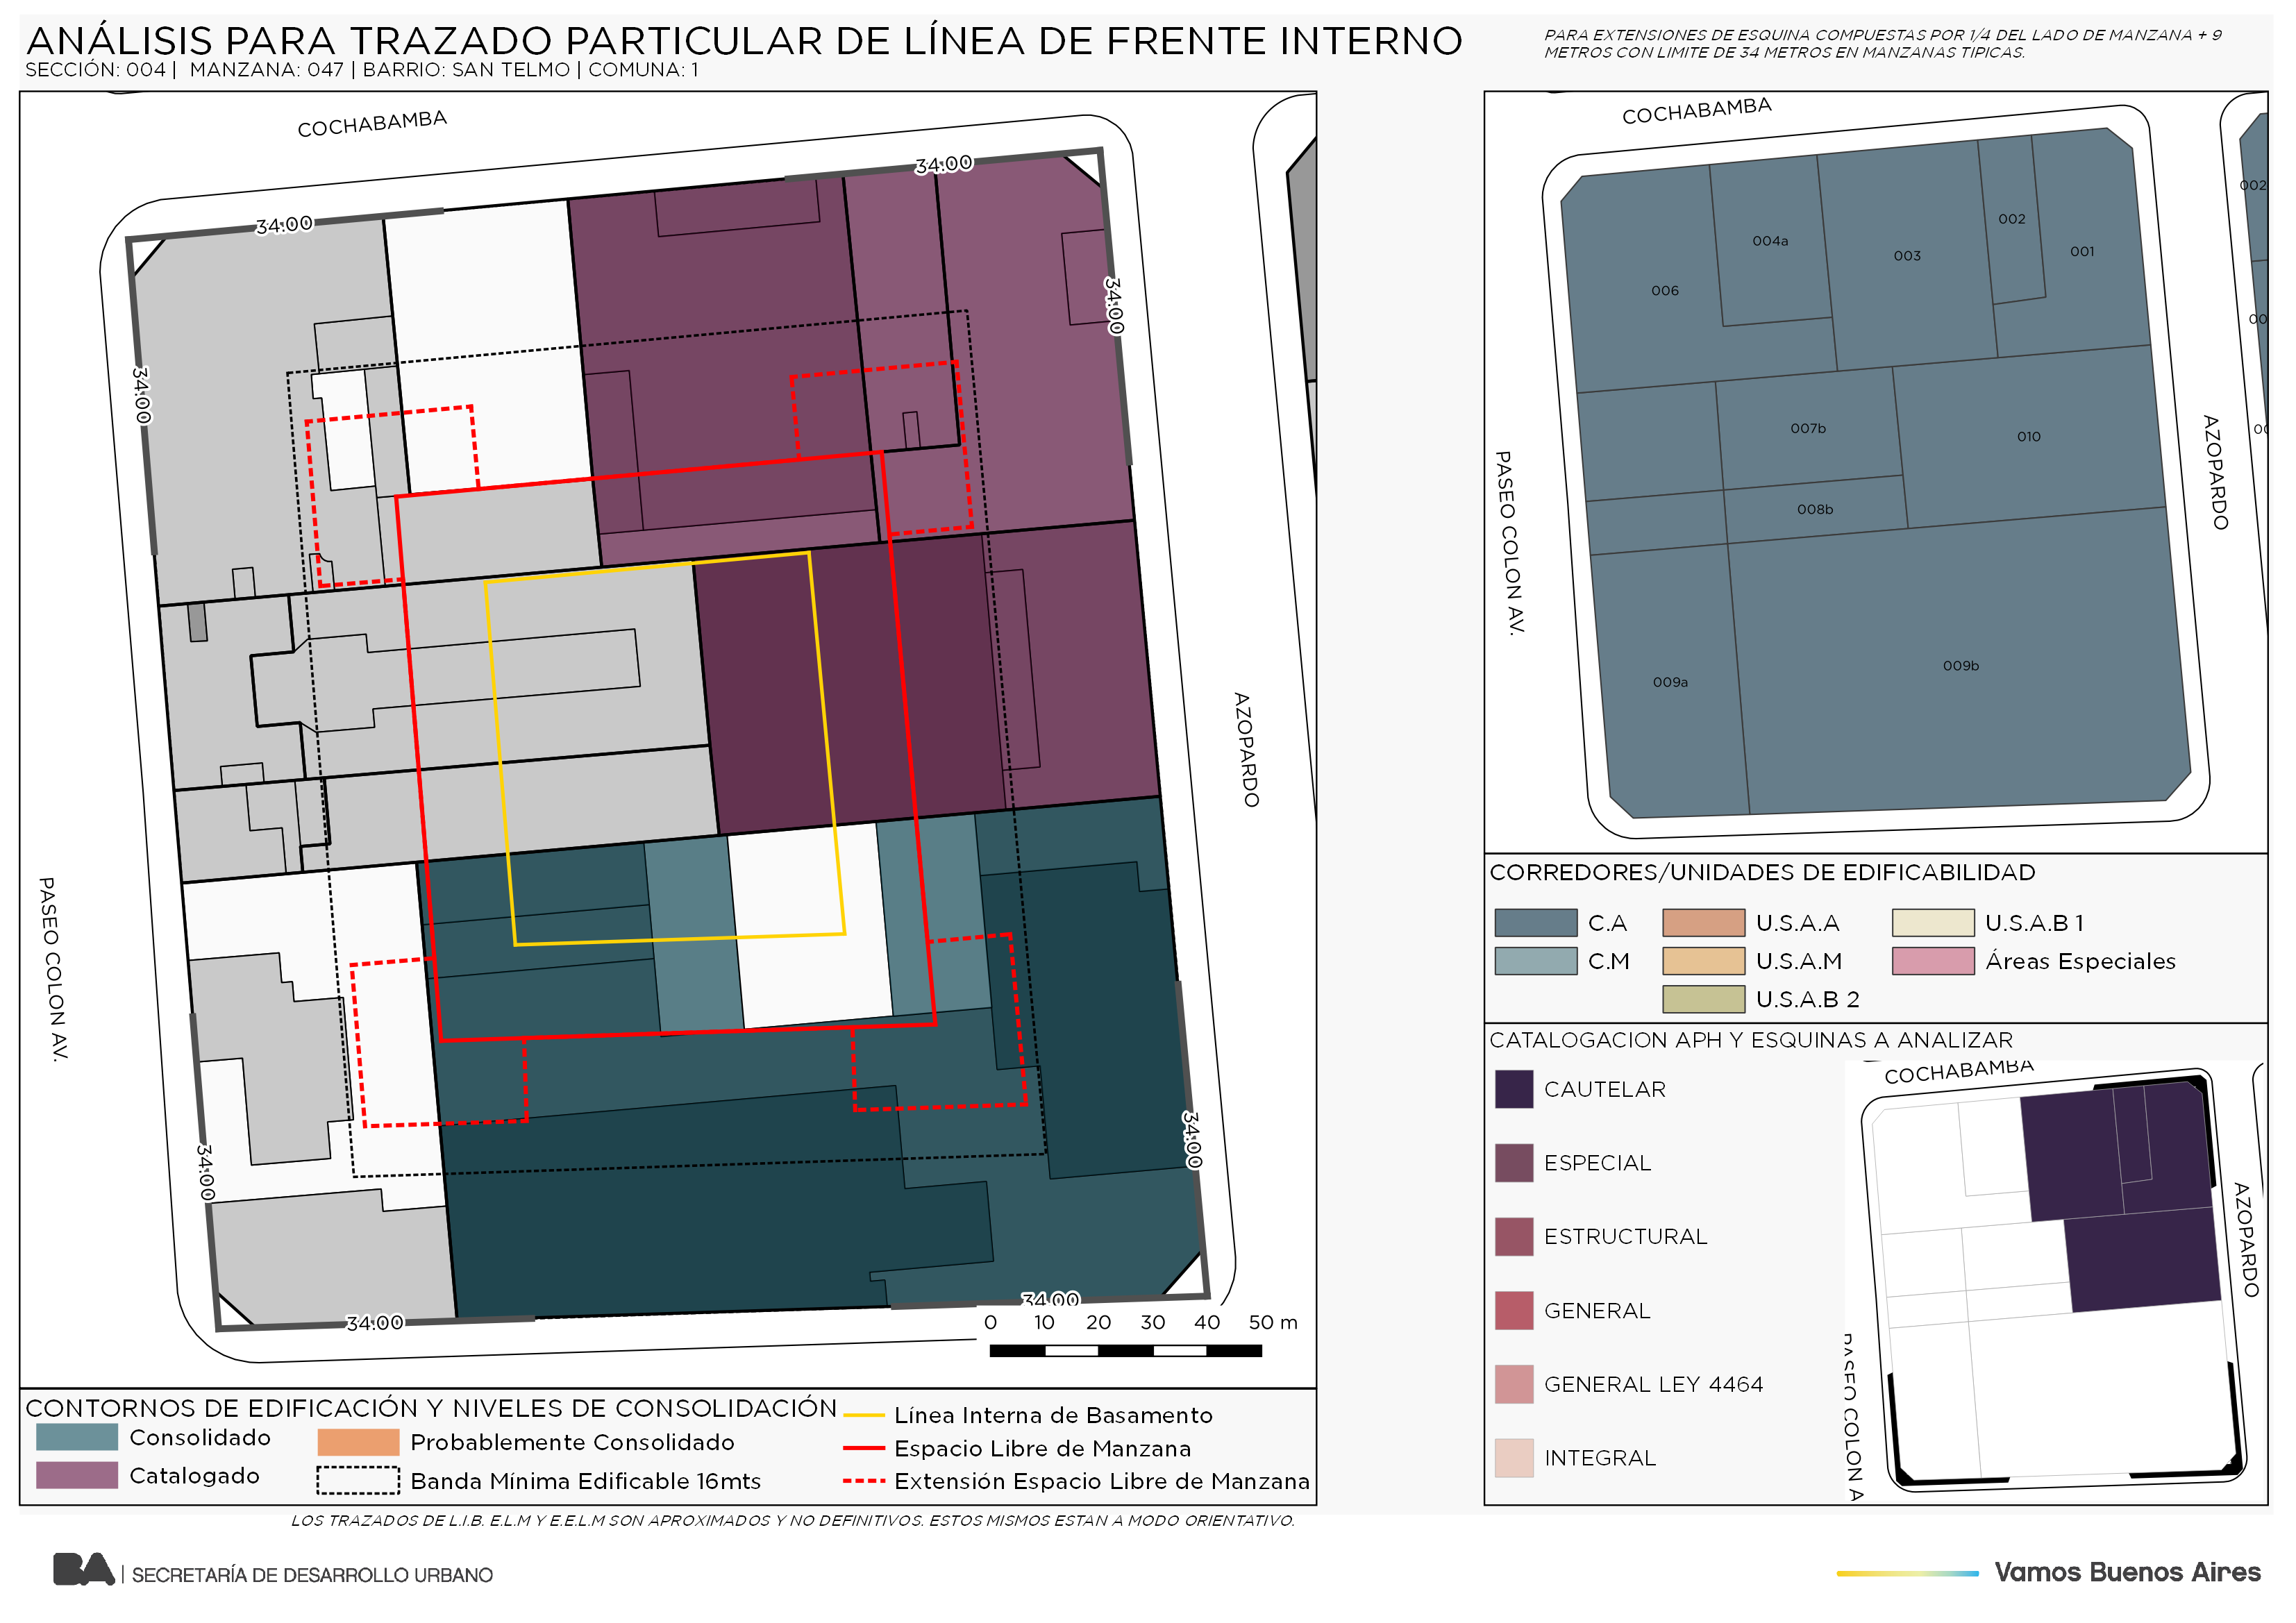 ANÁLISIS PARA TRAZADO PARTICULAR DE LÍNEA DE FRENTE INTERNO
SECCIÓN: 004 | MANZANA: 047 | BARRIO: SAN TELMO | COMUNA: 1
PARA EXTENSIONES DE ESQUINA COMPUESTAS POR 1/4 DEL LADO DE MANZANA + 9
METROS CON LIMITE DE 34 METROS EN MANZANAS TIPICAS.
COCHABAMBA
34.00
34.00
34.00
34.00
AZOPARDO
PASEO COLON AV.
34.00
34.00
34.00
34.00
0 10 20 30 40 50 m
CONTORNOS DE EDIFICACIÓN Y NIVELES DE CONSOLIDACIÓN
Consolidado
Catalogado
Probablemente Consolidado
Banda Mínima Edificable 16mts
Línea Interna de Basamento
Espacio Libre de Manzana
Extensión Espacio Libre de Manzana
COCHABAMBA
002
004a
003
002
001
006
00
007b
010
00
008b
009a
009b
PASEO COLON AV.
AZOPARDO
CORREDORES/UNIDADES DE EDIFICABILIDAD
C.A
U.S.A.A
U.S.A.B 1
C.M
U.S.A.M
Áreas Especiales
U.S.A.B 2
CATALOGACION APH Y ESQUINAS A ANALIZAR
CAUTELAR
ESPECIAL
ESTRUCTURAL
GENERAL
GENERAL LEY 4464
INTEGRAL
COCHABAMBA
AZOPARDO
PASEO COLON A
LOS TRAZADOS DE L.I.B. E.L.M Y E.E.L.M SON APROXIMADOS Y NO DEFINITIVOS. ESTOS MISMOS ESTAN A MODO ORIENTATIVO.
BA | SECRETARÍA DE DESARROLLO URBANO
Vamos Buenos Aires